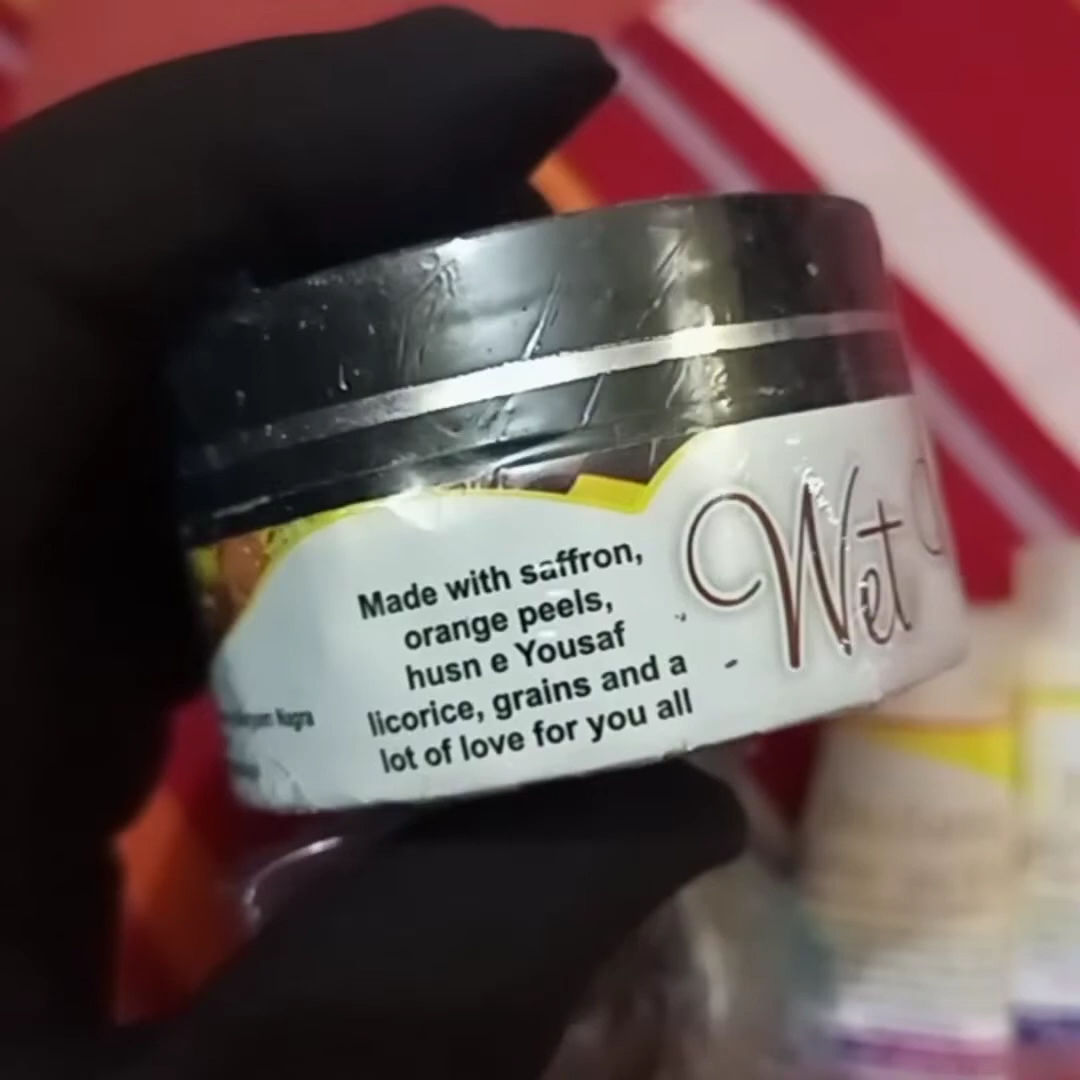 Made with saffron,
orange peels,
husn e Yousaf
licorice, grains and a
lot of love for you all
Wet